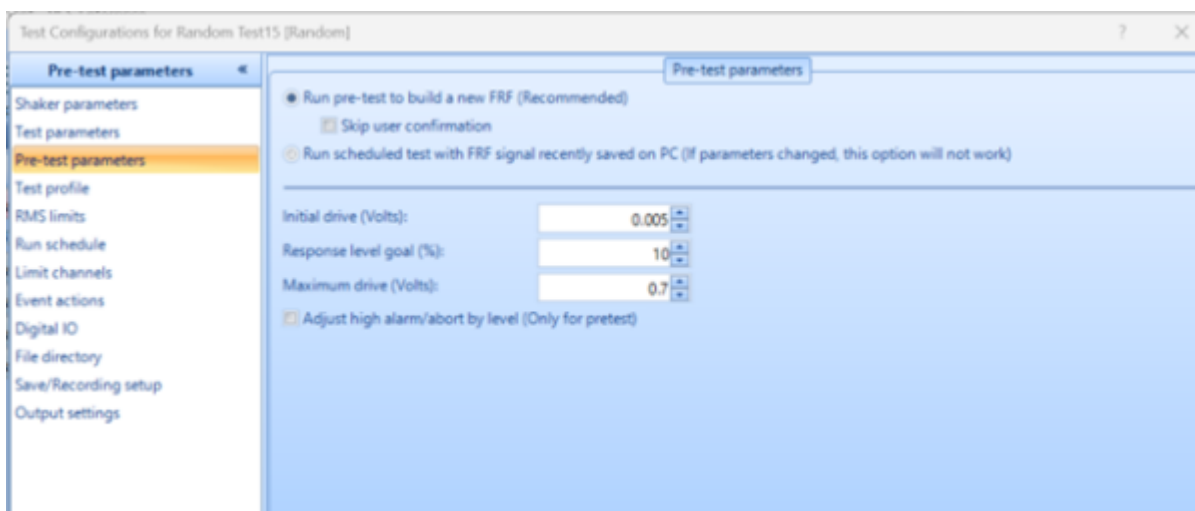 Test Configurations for Random Test15 [Random]
?
Pre-test parameters
«
Shaker parameters
Test parameters
Pre-test parameters
Test profile
RMS limits
Run schedule
Limit channels
Event actions
Digital IO
File directory
Save/Recording setup
Output settings
Pre-test parameters
Run pre-test to build a new FRF (Recommended)
Skip user confirmation
Run scheduled test with FRF signal recently saved on PC (If parameters changed, this option will not work)
Initial drive (Volts): 0.005
Response level goal (%): 10
Maximum drive (Volts): 0.7
Adjust high alarm/abort by level (Only for pretest)